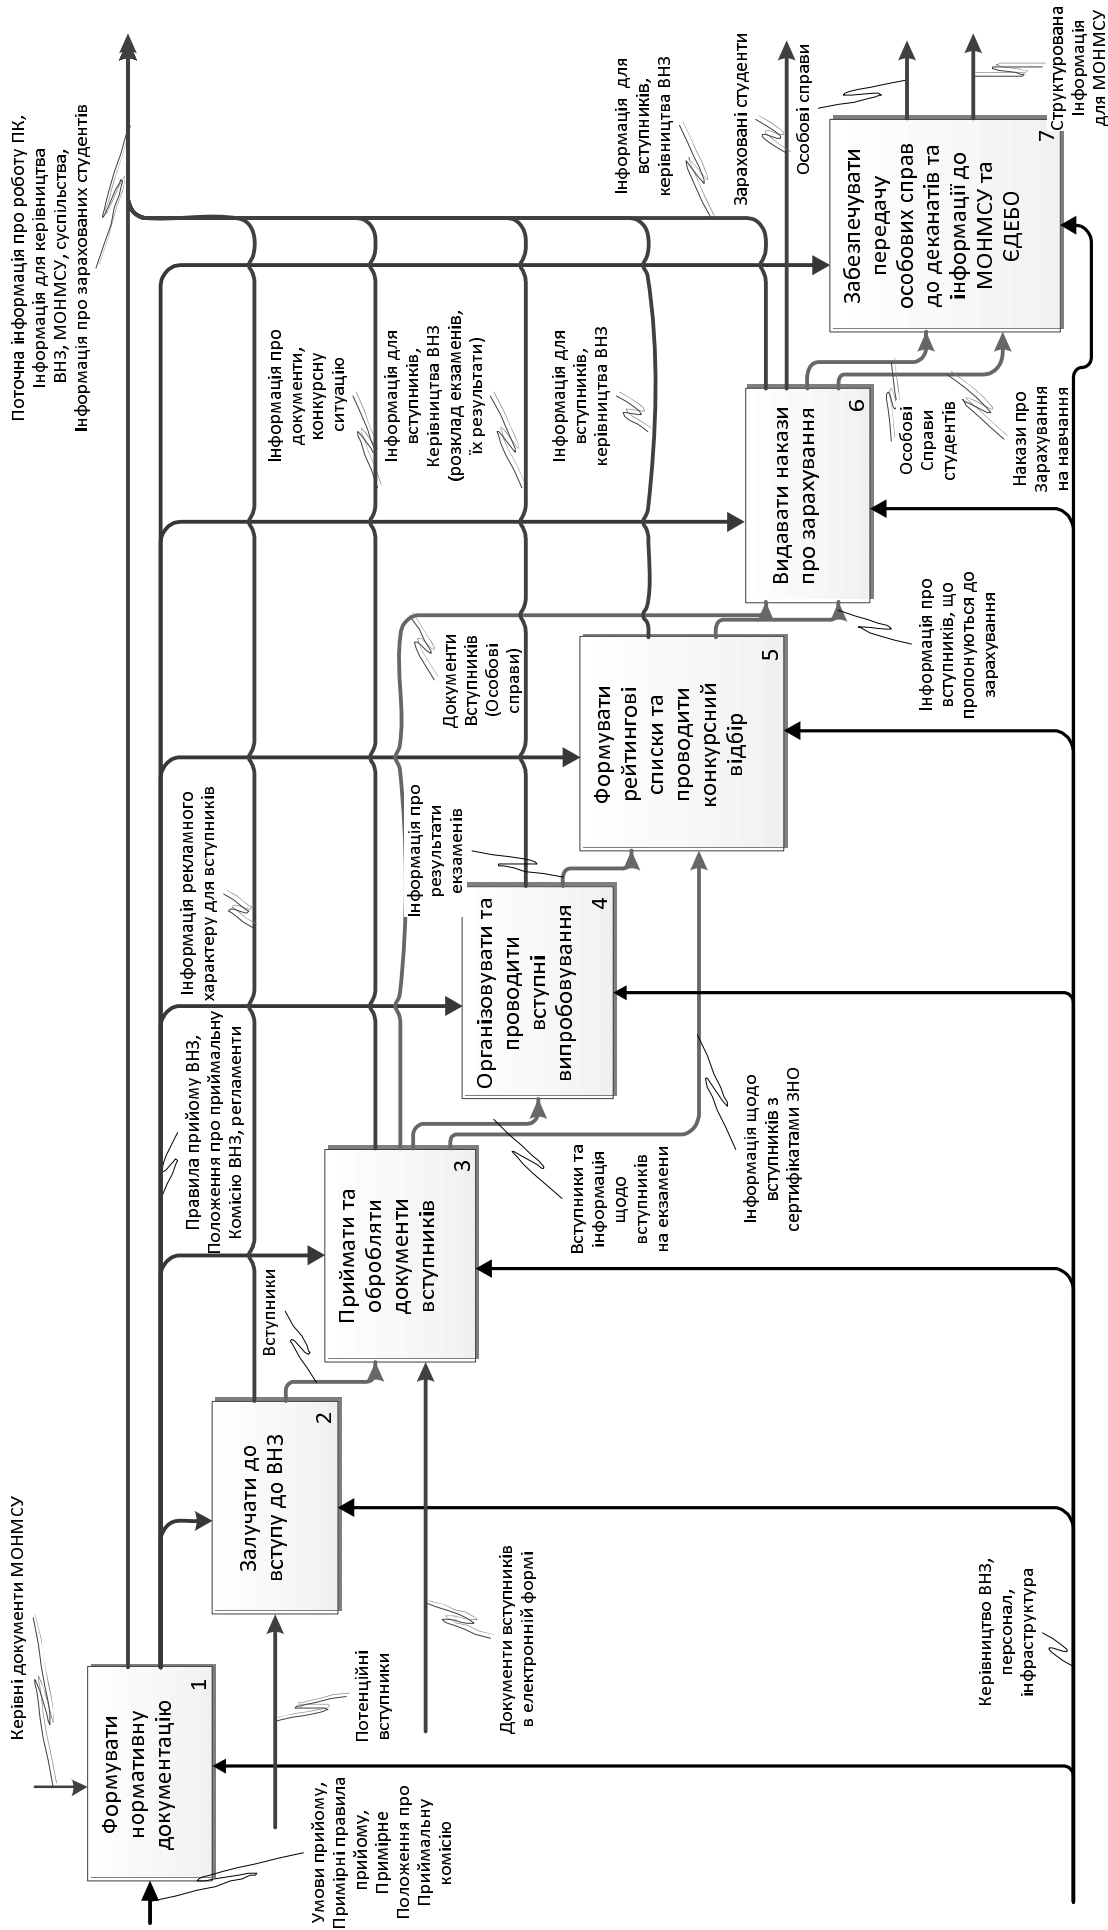 Керівні документи МОНМСУ
Поточна інформація про роботу ПК,
Інформація для керівництва
ВНЗ, МОНМСУ, суспільства,
Інформація про зарахованих студентів
Формувати
нормативну
документацію
1
Умови прийому,
Примірні правила
прийому,
Примірне
Положення про
Приймальну
комісію
Правила прийому ВНЗ,
Положення про приймальну
Комісію ВНЗ, регламенти
Інформація рекламного
характеру для вступників
Залучати до
вступу до ВНЗ
2
Потенційні
вступники
Вступники
Інформація про
документи,
конкурсну
ситуацію
Приймати та
обробляти
документи
вступників
3
Документи вступників
в електронній формі
Інформація для
вступників,
Керівництва ВНЗ
(розклад екзаменів,
їх результати)
Інформація про
результати
екзаменів
Документи
Вступників
(Особові
справи)
Організовувати та
проводити
вступні
випробовування
4
Вступники та
інформація
щодо
вступників
на екзамени
Інформація для
вступників,
керівництва ВНЗ
Формувати
рейтингові
списки та
проводити
конкурсний
відбір
5
Інформація щодо
вступників з
сертифікатами ЗНО
Інформація для
вступників,
керівництва ВНЗ
Зараховані студенти
Особові справи
Видавати накази
про зарахування
6
Інформація про
вступників, що
пропонуються до
зарахування
Особові
Справи
студентів
Накази про
Зарахування
на навчання
Забезпечувати
передачу
особових справ
до деканатів та
інформації до
МОНМСУ та
ЄДЕБО
7
Структурована
Інформація
для МОНМСУ
Керівництво ВНЗ,
персонал,
інфраструктура